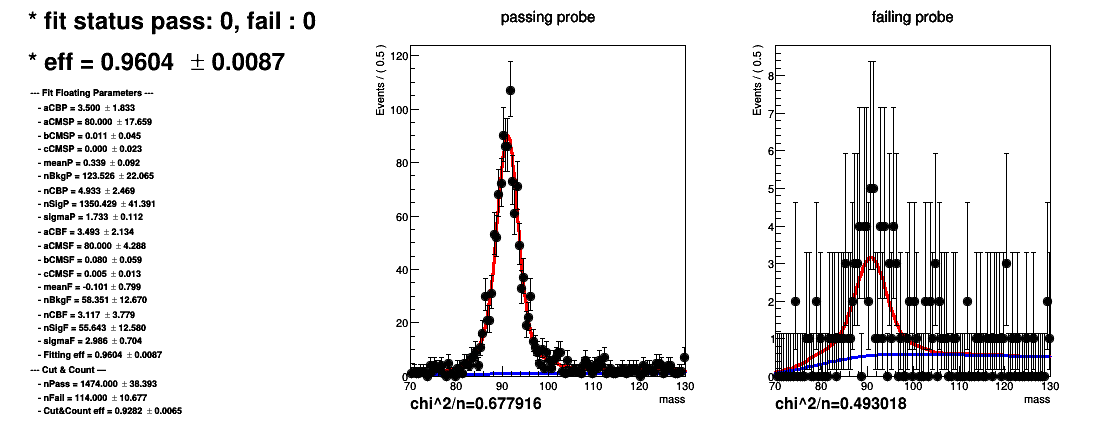 * fit status pass: 0, fail : 0
* eff = 0.9604 ± 0.0087
--- Fit Floating Parameters ---
- aCBP = 3.500 ± 1.833
- aCMSP = 80.000 ± 17.659
- bCMSP = 0.011 ± 0.045
- cCMSP = 0.000 ± 0.023
- meanP = 0.339 ± 0.092
- nBkgP = 123.526 ± 22.065
- nCBP = 4.933 ± 2.469
- nSigP = 1350.429 ± 41.391
- sigmaP = 1.733 ± 0.112
- aCBF = 3.493 ± 2.134
- aCMSF = 80.000 ± 4.288
- bCMSF = 0.080 ± 0.059
- cCMSF = 0.005 ± 0.013
- meanF = -0.101 ± 0.799
- nBkgF = 58.351 ± 12.670
- nCBF = 3.117 ± 3.779
- nSigF = 55.643 ± 12.580
- sigmaF = 2.986 ± 0.704
- Fitting eff = 0.9604 ± 0.0087
--- Cut & Count ---
- nPass = 1474.000 ± 38.393
- nFail = 114.000 ± 10.677
- Cut&Count eff = 0.9282 ± 0.0065
passing probe
Events / ( 0.5 )
120
100
80
60
40
20
0
70 80 90 100 110 120 130
mass
chi^2/n=0.677916
failing probe
Events / ( 0.5 )
8
7
6
5
4
3
2
1
0
70 80 90 100 110 120 130
mass
chi^2/n=0.493018